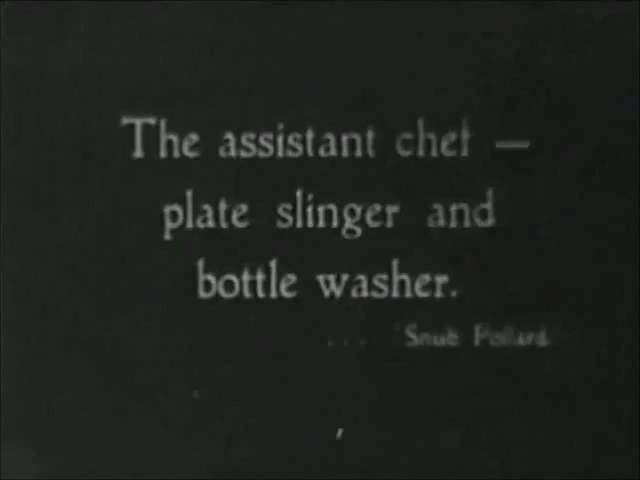 The assistant chef —
plate slinger and
bottle washer.
... Snub Pollard